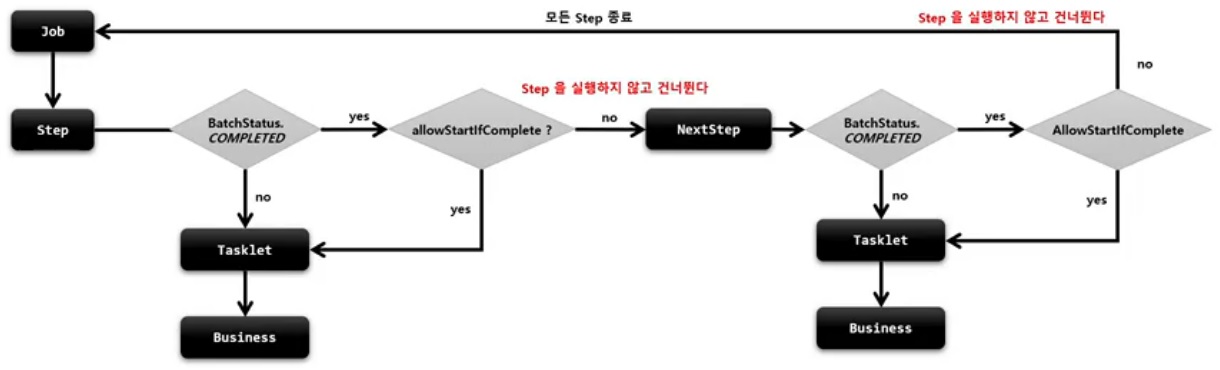 모든 Step 종료
Step 을 실행하지 않고 건너뛴다
Job
no
Step 을 실행하지 않고 건너뛴다
Step
BatchStatus.
COMPLETED
yes
allowStartIfComplete ?
no
NextStep
BatchStatus.
COMPLETED
yes
AllowStartIfComplete
no
yes
no
yes
Tasklet
Tasklet
Business
Business